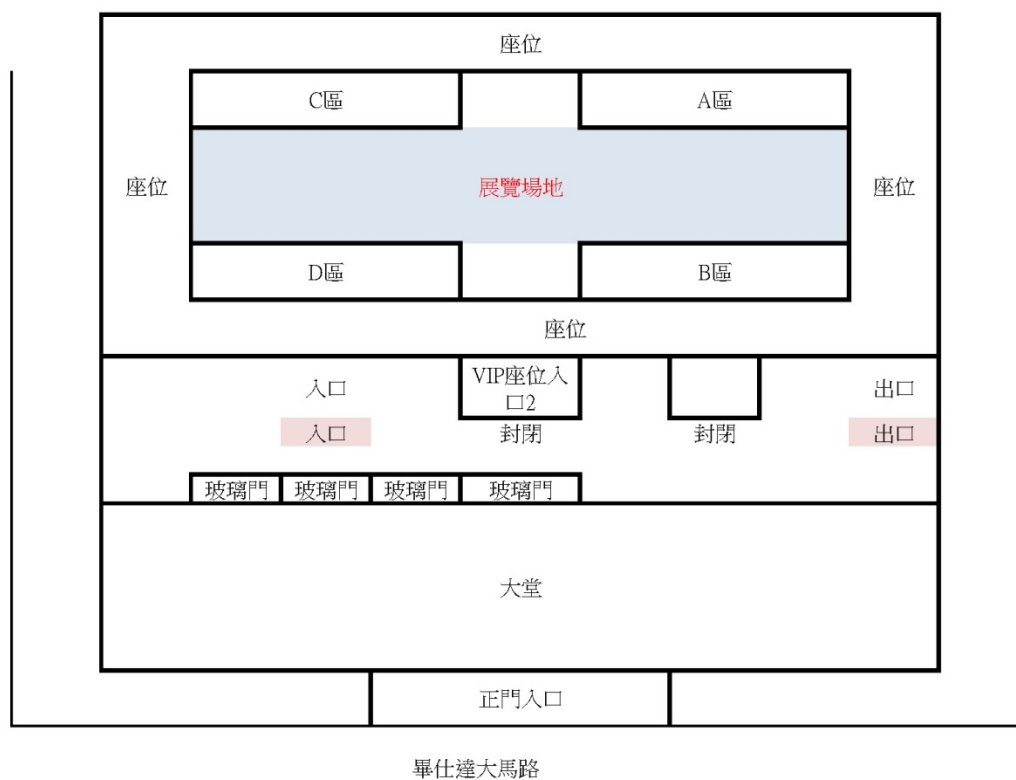 座位
C區
A區
座位
展覽場地
座位
D區
B區
座位
入口
VIP座位入
口2
出口
入口
封閉
封閉
出口
玻璃門
玻璃門
玻璃門
玻璃門
大堂
正門入口
畢仕達大馬路